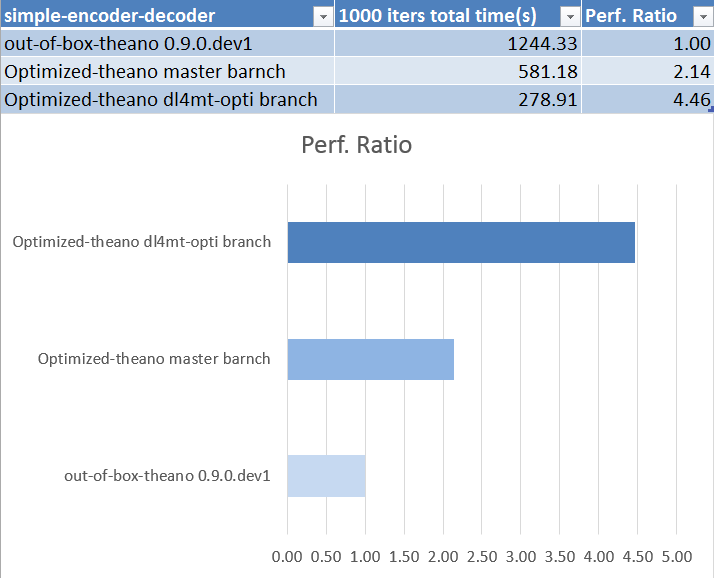 simple-encoder-decoder 1000 iters total time(s) Perf. Ratio
out-of-box-theano 0.9.0.dev1 1244.33 1.00
Optimized-theano master barnch 581.18 2.14
Optimized-theano dl4mt-opti branch 278.91 4.46
Perf. Ratio
Optimized-theano dl4mt-opti branch
Optimized-theano master barnch
out-of-box-theano 0.9.0.dev1
0.00 0.50 1.00 1.50 2.00 2.50 3.00 3.50 4.00 4.50 5.00